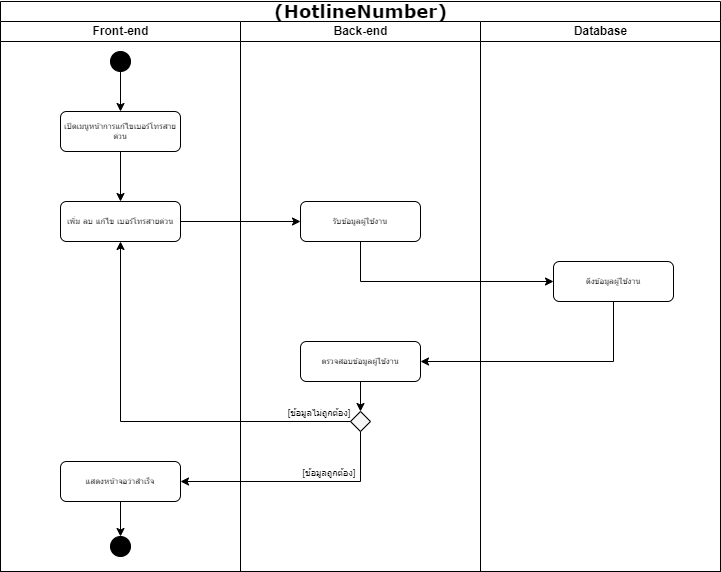 (HotlineNumber)
Front-end
Back-end
Database
เปิดเมนูหน้าการแก้ไขเบอร์โทรสาย
ด่วน
เพิ่ม ลบ แก้ไข เบอร์โทรสายด่วน
รับข้อมูลผู้ใช้งาน
ดึงข้อมูลผู้ใช้งาน
ตรวจสอบข้อมูลผู้ใช้งาน
[ข้อมูลไม่ถูกต้อง]
[ข้อมูลถูกต้อง]
แสดงหน้าจอว่าสำเร็จ